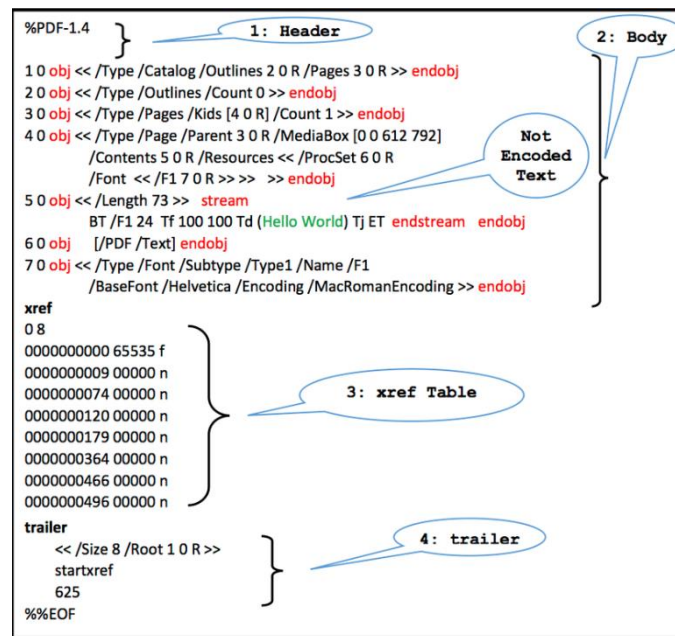 %PDF-1.4
1: Header
2: Body
1 0 obj << /Type /Catalog /Outlines 2 0 R /Pages 3 0 R >> endobj
2 0 obj << /Type /Outlines /Count 0 >> endobj
3 0 obj << /Type /Pages /Kids [4 0 R] /Count 1 >> endobj
4 0 obj << /Type /Page /Parent 3 0 R /MediaBox [0 0 612 792]
/Contents 5 0 R /Resources << /ProcSet 6 0 R
/Font << /F1 7 0 R >> >> >> endobj
Not
Encoded
Text
5 0 obj << /Length 73 >> stream
BT /F1 24 Tf 100 100 Td (Hello World) Tj ET endstream endobj
6 0 obj [/PDF /Text] endobj
7 0 obj << /Type /Font /Subtype /Type1 /Name /F1
/BaseFont /Helvetica /Encoding /MacRomanEncoding >> endobj
xref
0 8
0000000000 65535 f
0000000009 00000 n
0000000074 00000 n
0000000120 00000 n
0000000179 00000 n
0000000364 00000 n
0000000466 00000 n
0000000496 00000 n
3: xref Table
trailer
<< /Size 8 /Root 1 0 R >>
startxref
625
4: trailer
%%EOF